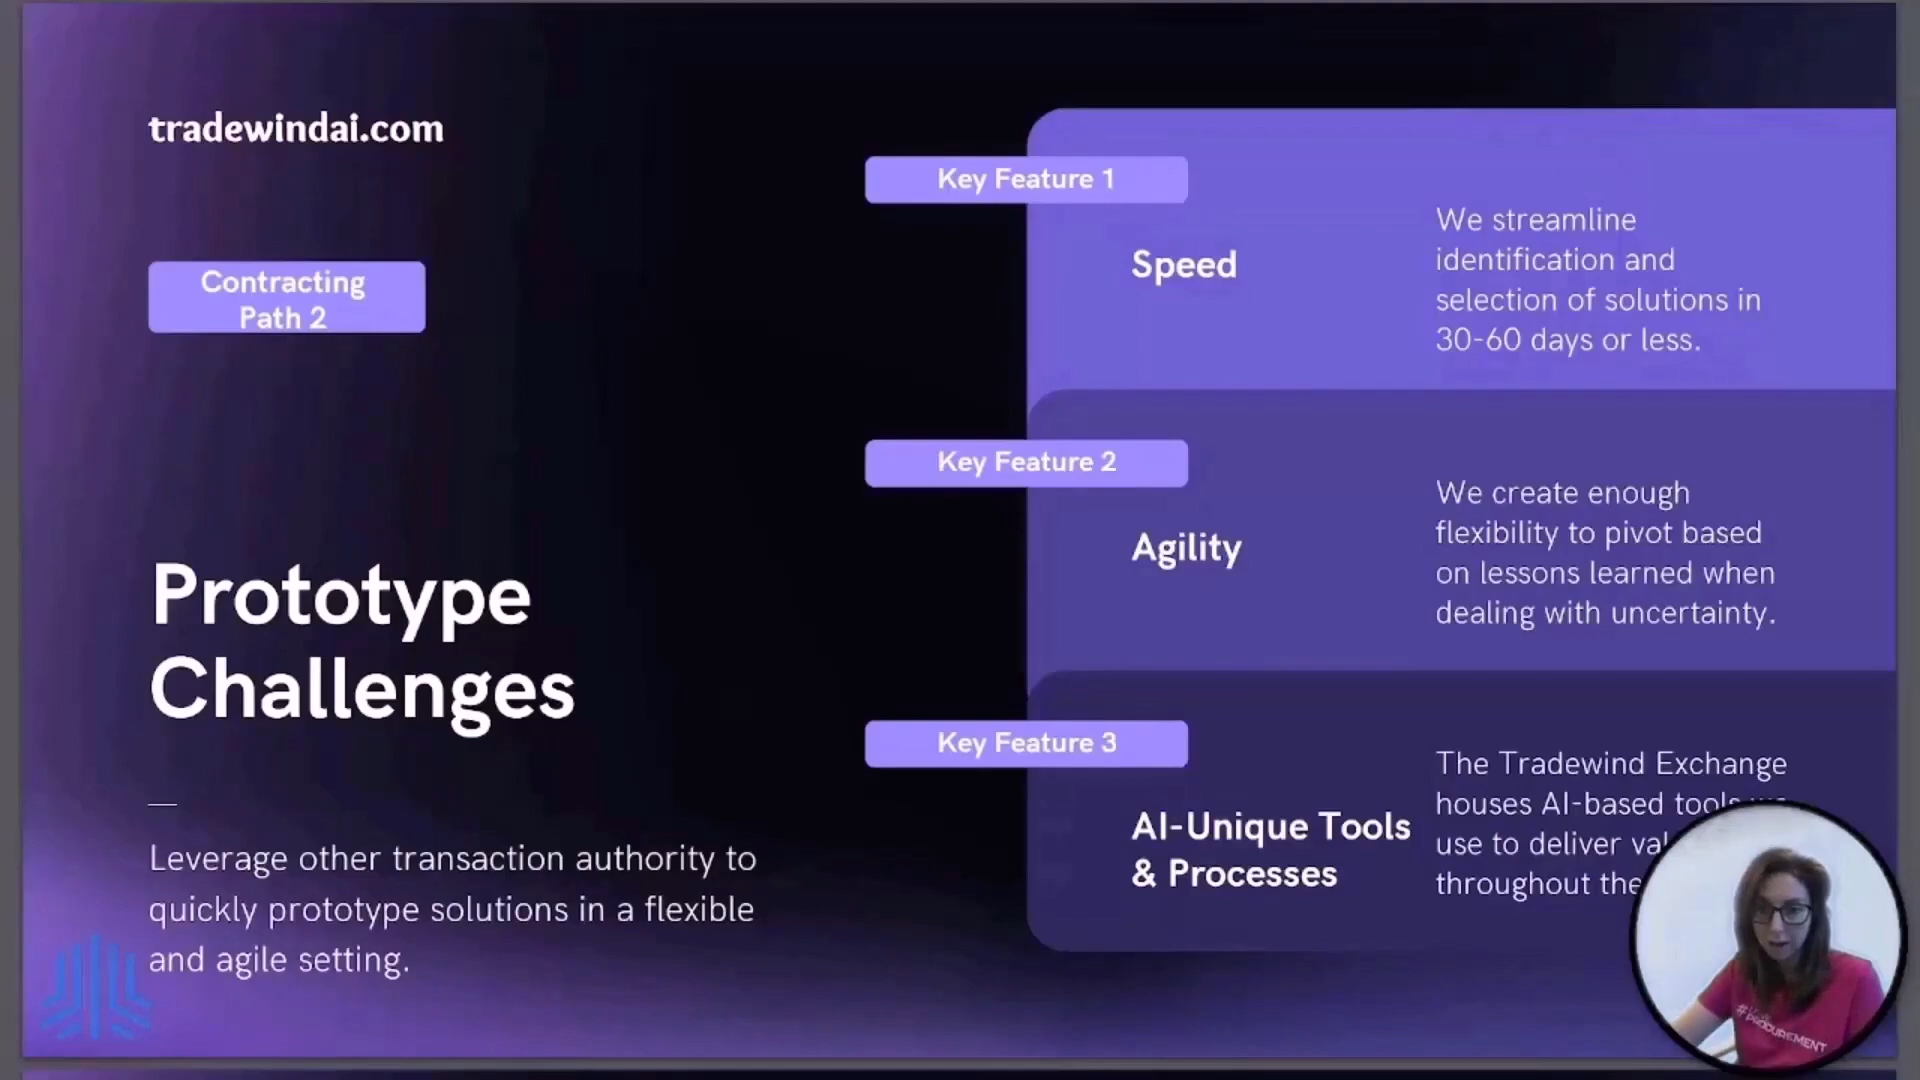 tradewindai.com
Contracting
Path 2
Prototype
Challenges
Leverage other transaction authority to
quickly prototype solutions in a flexible
and agile setting.
Key Feature 1
Speed
We streamline
identification and
selection of solutions in
30-60 days or less.
Key Feature 2
Agility
We create enough
flexibility to pivot based
on lessons learned when
dealing with uncertainty.
Key Feature 3
AI-Unique Tools
& Processes
The Tradewind Exchange
houses AI-based tools
use to deliver
throughout the
#PROCUREMENT